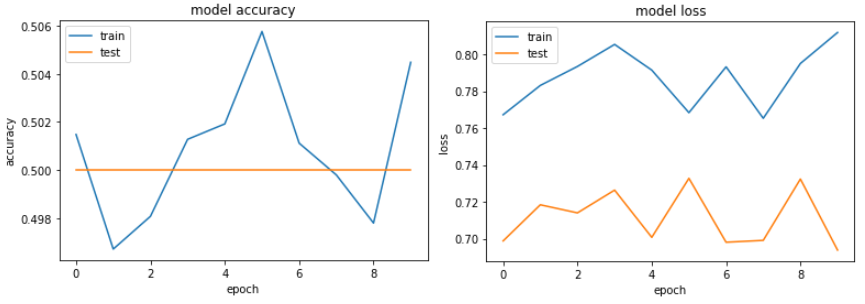 model accuracy
train
test
0.506
0.504
0.502
0.500
0.498
accuracy
0
2
4
6
8
epoch
model loss
train
test
0.80
0.78
0.76
0.74
0.72
0.70
loss
0
2
4
6
8
epoch